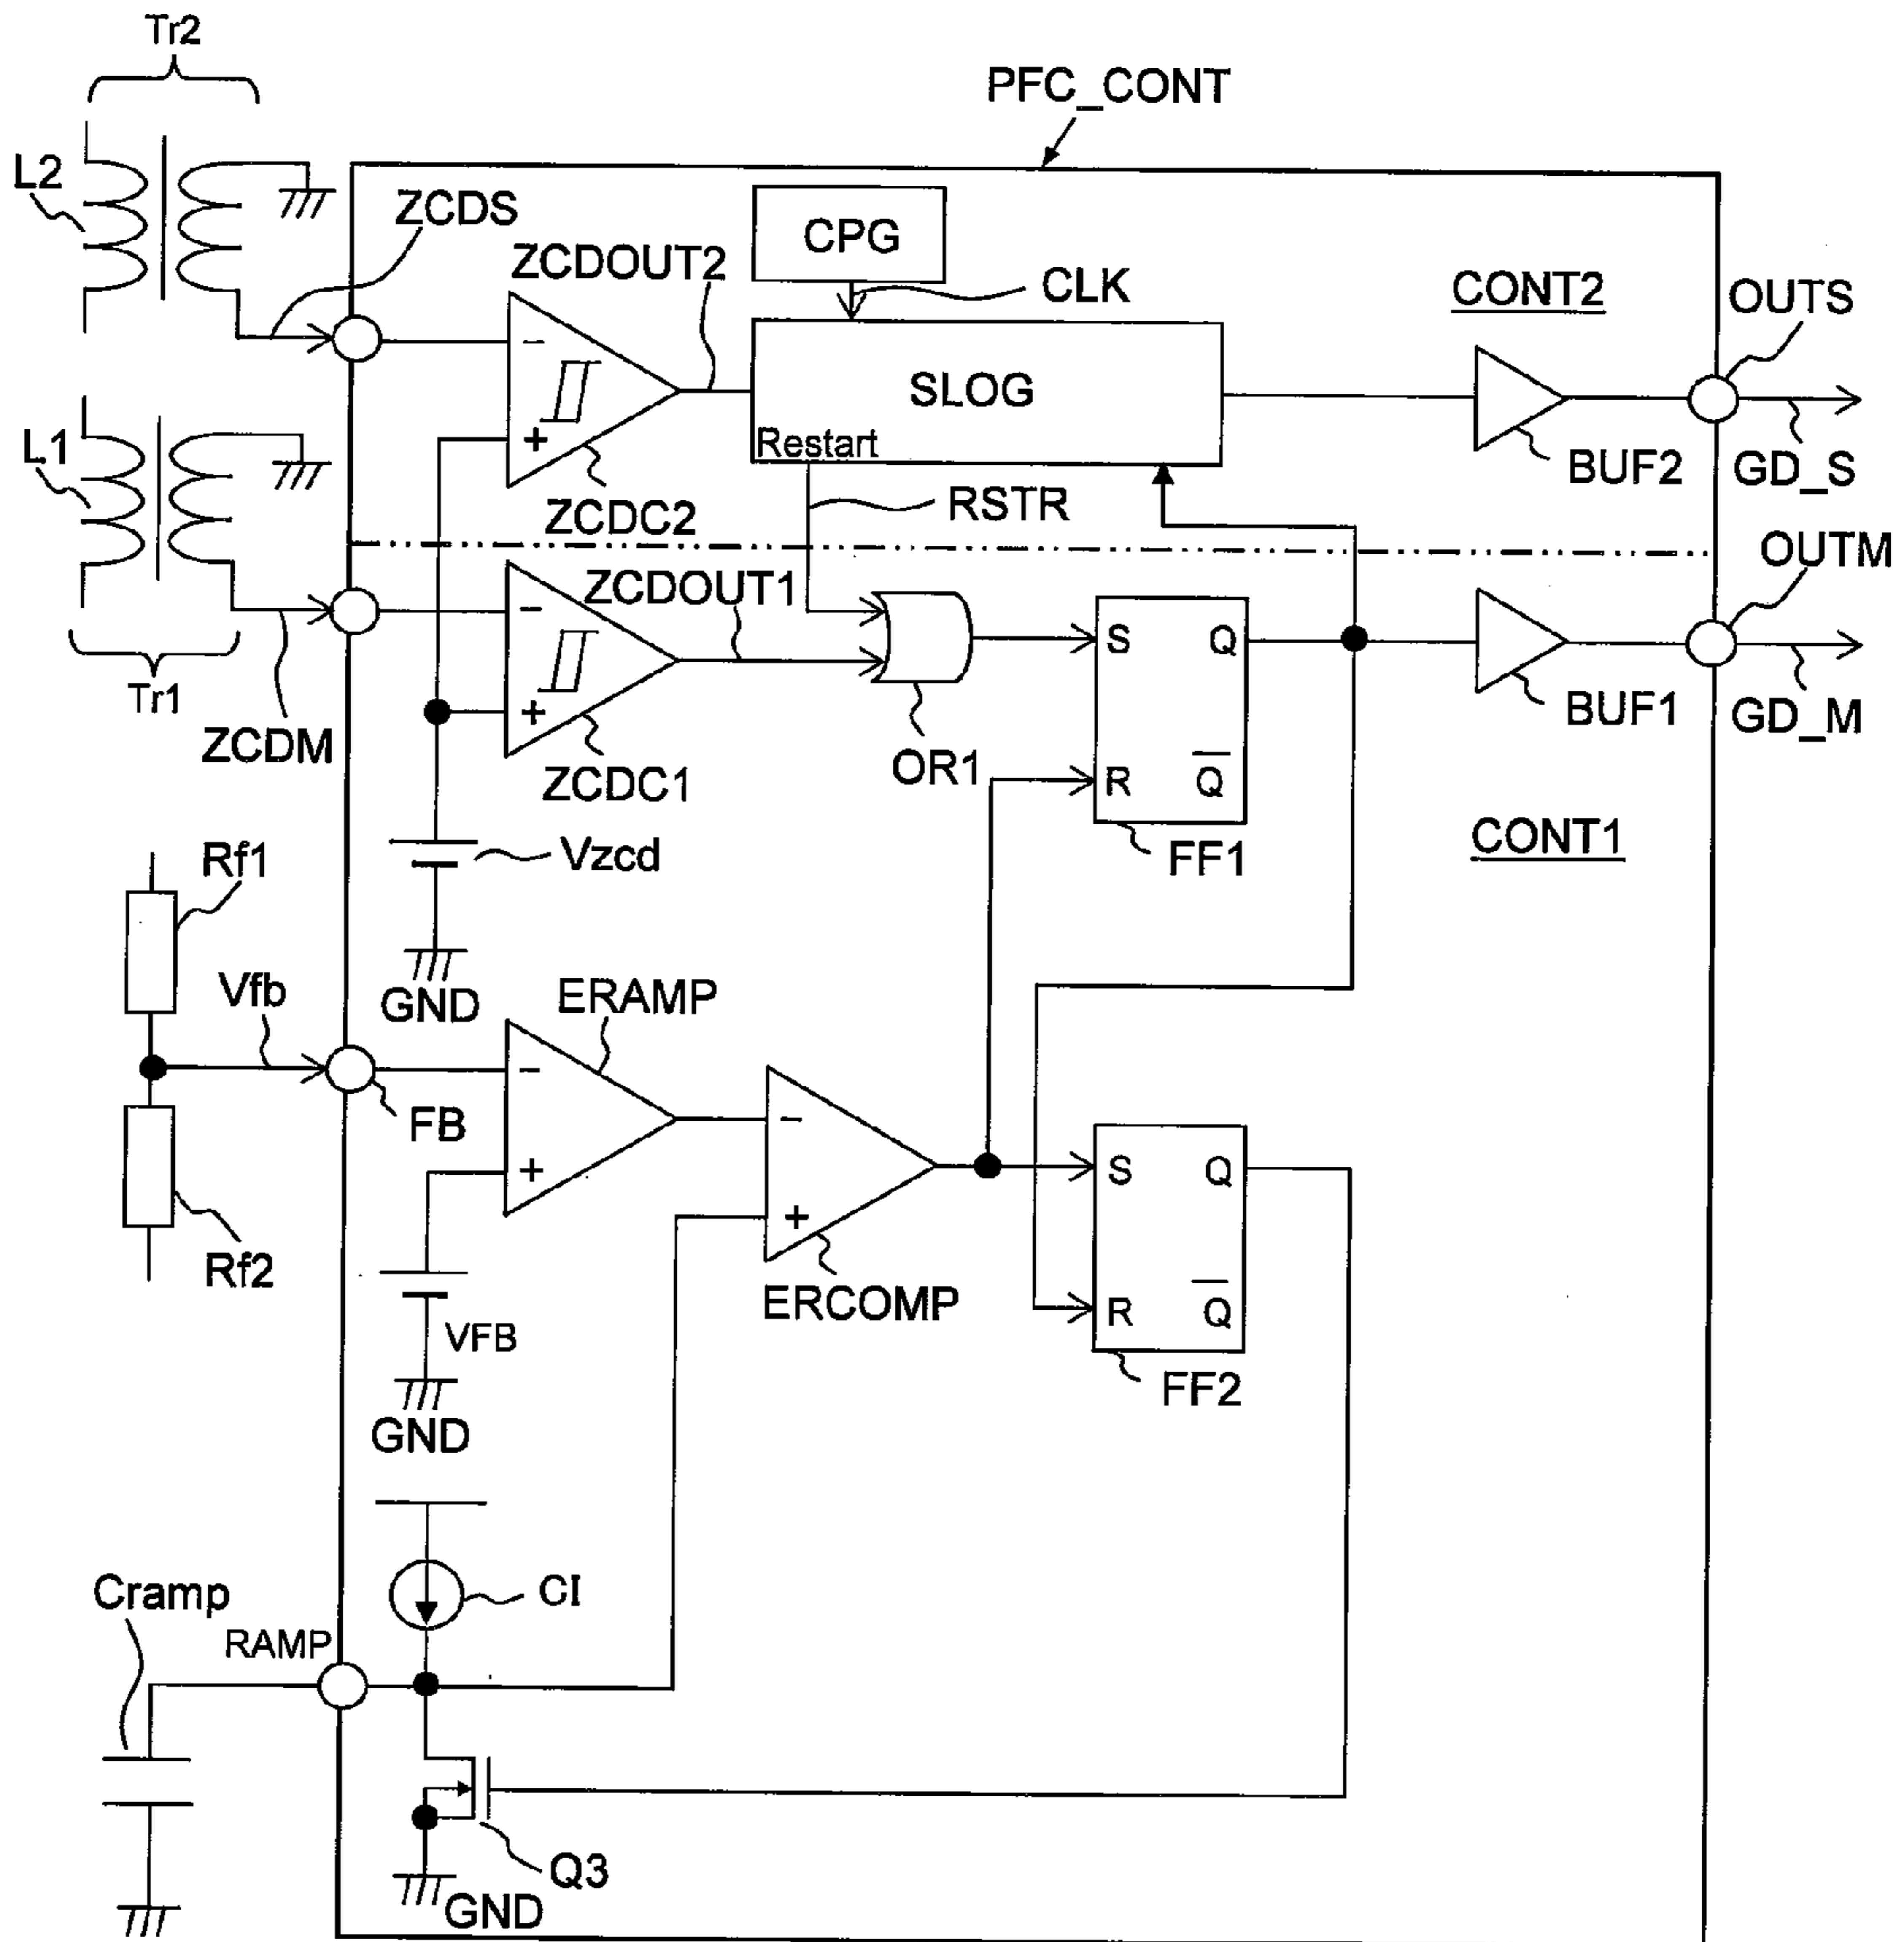 Tr2
PFC_CONT
L2
ZCDS
CPG
ZCDOUT2
CLK
CONT2
OUTS
−
SLOG
+
Restart
L1
BUF2
GD_S
ZCDC2
RSTR
OUTM
ZCDOUT1
−
S
Q
+
Tr1
ZCDM
OR1
BUF1
GD_M
ZCDC1
R
Q̅
Rf1
Vzcd
FF1
CONT1
Vfb
GND
ERAMP
−
FB
−
S
Q
+
+
Rf2
ERCOMP
R
Q̅
VFB
FF2
GND
Cramp
CI
RAMP
Q3
GND